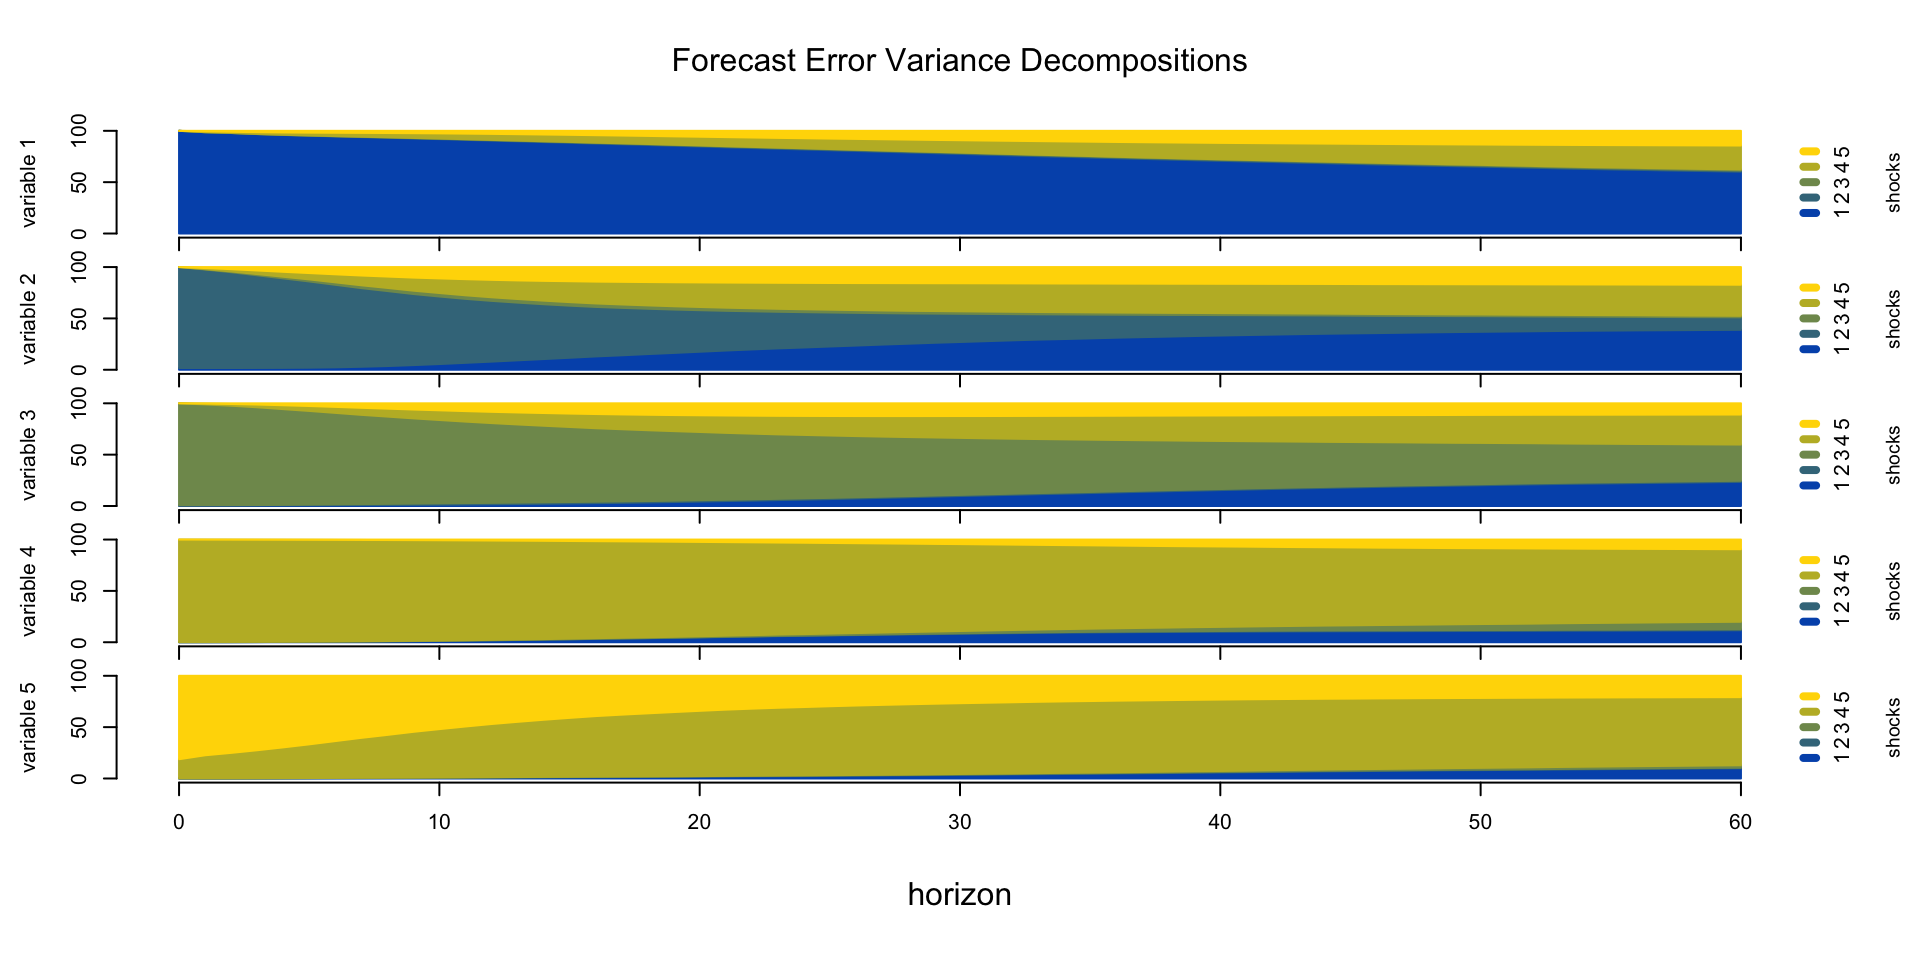 Forecast Error Variance Decompositions
variable 1
0 50 100
1 2 3 4 5
shocks
variable 2
0 50 100
1 2 3 4 5
shocks
variable 3
0 50 100
1 2 3 4 5
shocks
variable 4
0 50 100
1 2 3 4 5
shocks
variable 5
0 50 100
1 2 3 4 5
shocks
0 10 20 30 40 50 60
horizon